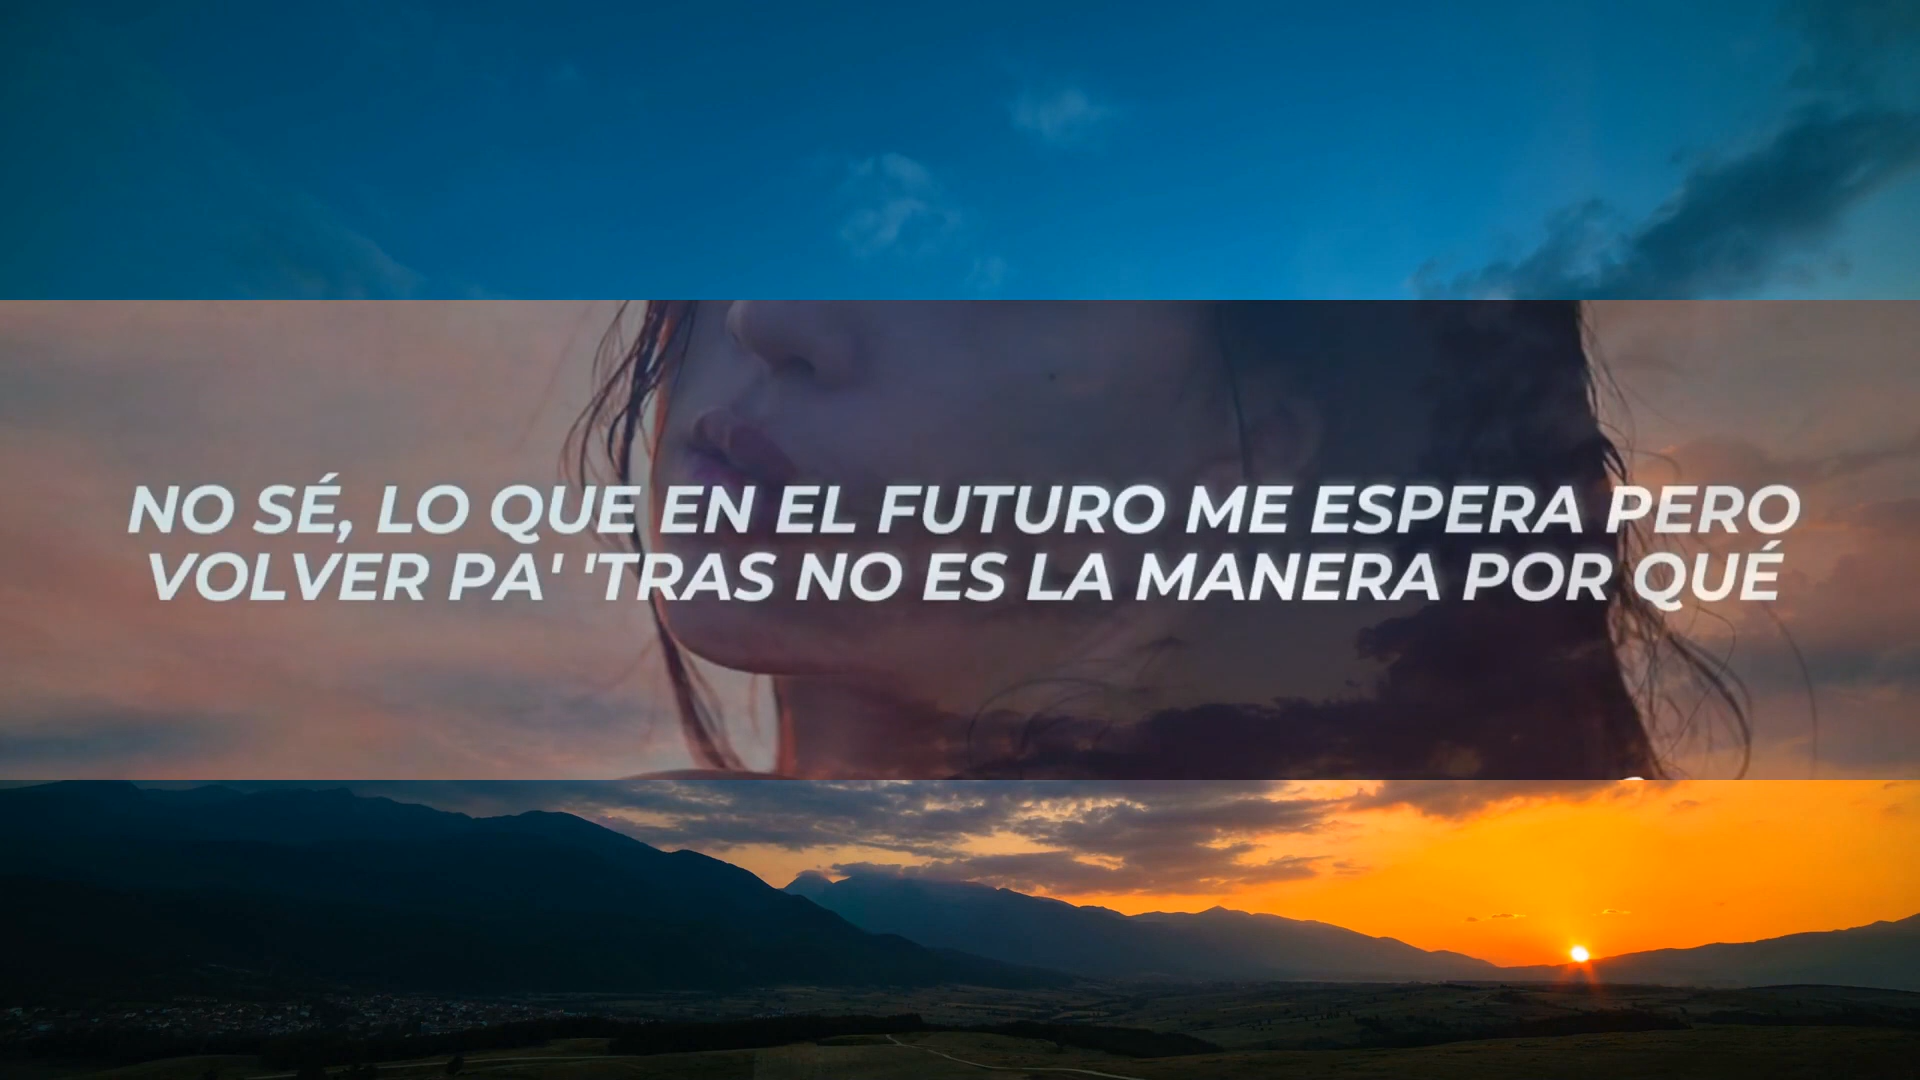 NO SÉ, LO QUE EN EL FUTURO ME ESPERA PERO
VOLVER PA' 'TRAS NO ES LA MANERA POR QUÉ